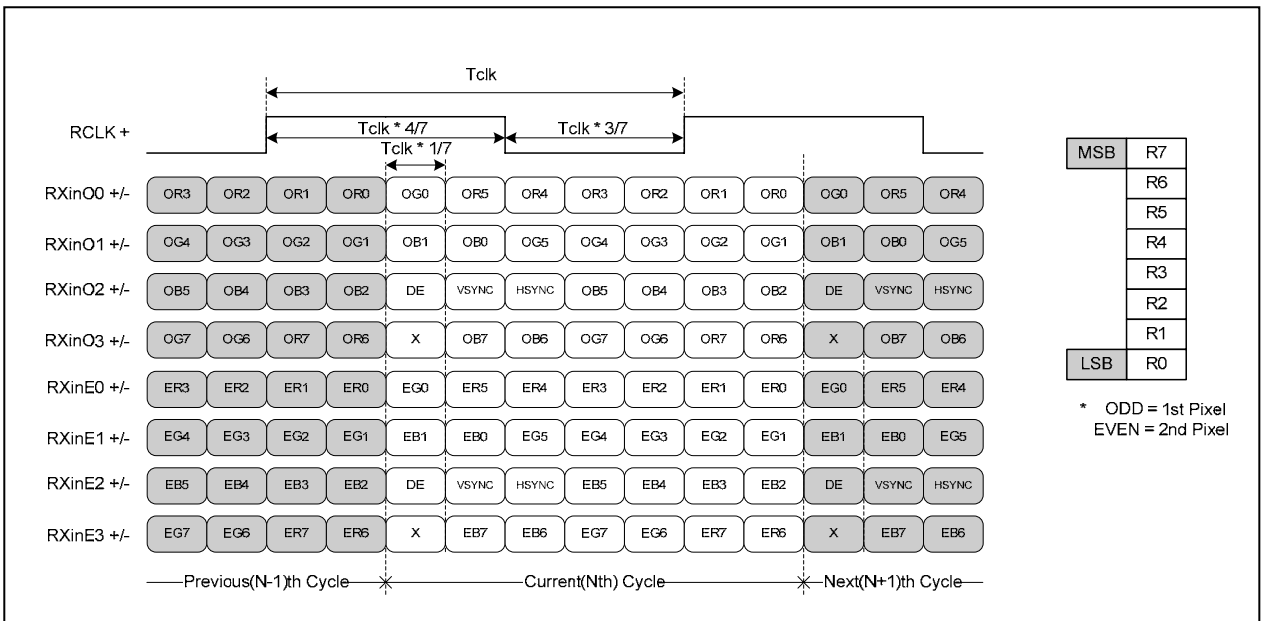 Tclk
RCLK +
Tclk * 4/7
Tclk * 3/7
Tclk * 1/7
RXinO0 +/- OR3 OR2 OR1 OR0 OG0 OR5 OR4 OR3 OR2 OR1 OR0 OG0 OR5 OR4
RXinO1 +/- OG4 OG3 OG2 OG1 OB1 OB0 OG5 OG4 OG3 OG2 OG1 OB1 OB0 OG5
RXinO2 +/- OB5 OB4 OB3 OB2 DE VSYNC HSYNC OB5 OB4 OB3 OB2 DE VSYNC HSYNC
RXinO3 +/- OG7 OG6 OR7 OR6 X OB7 OB6 OG7 OG6 OR7 OR6 X OB7 OB6
RXinE0 +/- ER3 ER2 ER1 ER0 EG0 ER5 ER4 ER3 ER2 ER1 ER0 EG0 ER5 ER4
RXinE1 +/- EG4 EG3 EG2 EG1 EB1 EB0 EG5 EG4 EG3 EG2 EG1 EB1 EB0 EG5
RXinE2 +/- EB5 EB4 EB3 EB2 DE VSYNC HSYNC EB5 EB4 EB3 EB2 DE VSYNC HSYNC
RXinE3 +/- EG7 EG6 ER7 ER6 X EB7 EB6 EG7 EG6 ER7 ER6 X EB7 EB6
Previous(N-1)th Cycle Current(Nth) Cycle Next(N+1)th Cycle
MSB R7
R6
R5
R4
R3
R2
R1
LSB R0
* ODD = 1st Pixel
EVEN = 2nd Pixel